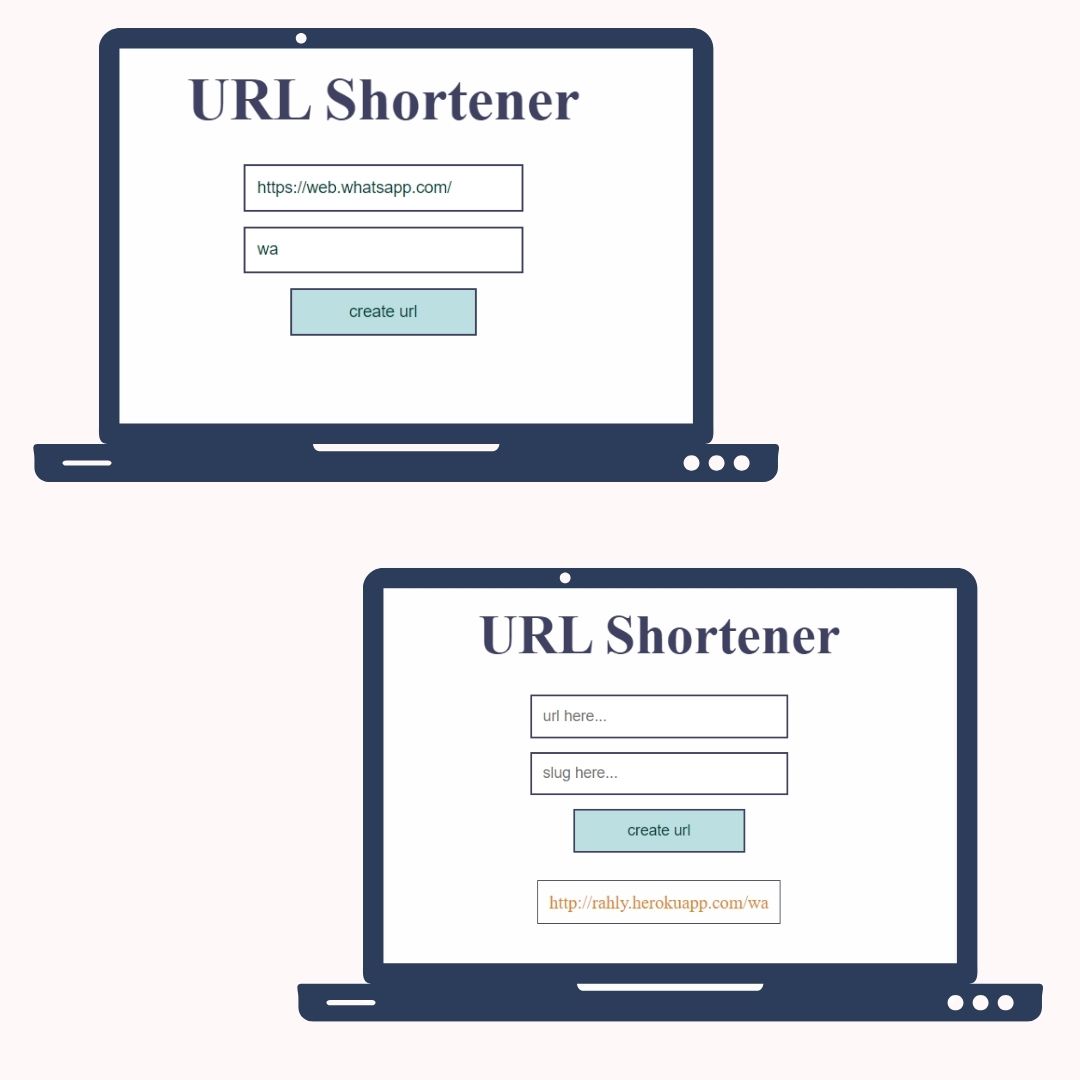 URL Shortener
https://web.whatsapp.com/
wa
create url
URL Shortener
url here...
slug here...
create url
http://rahly.herokuapp.com/wa